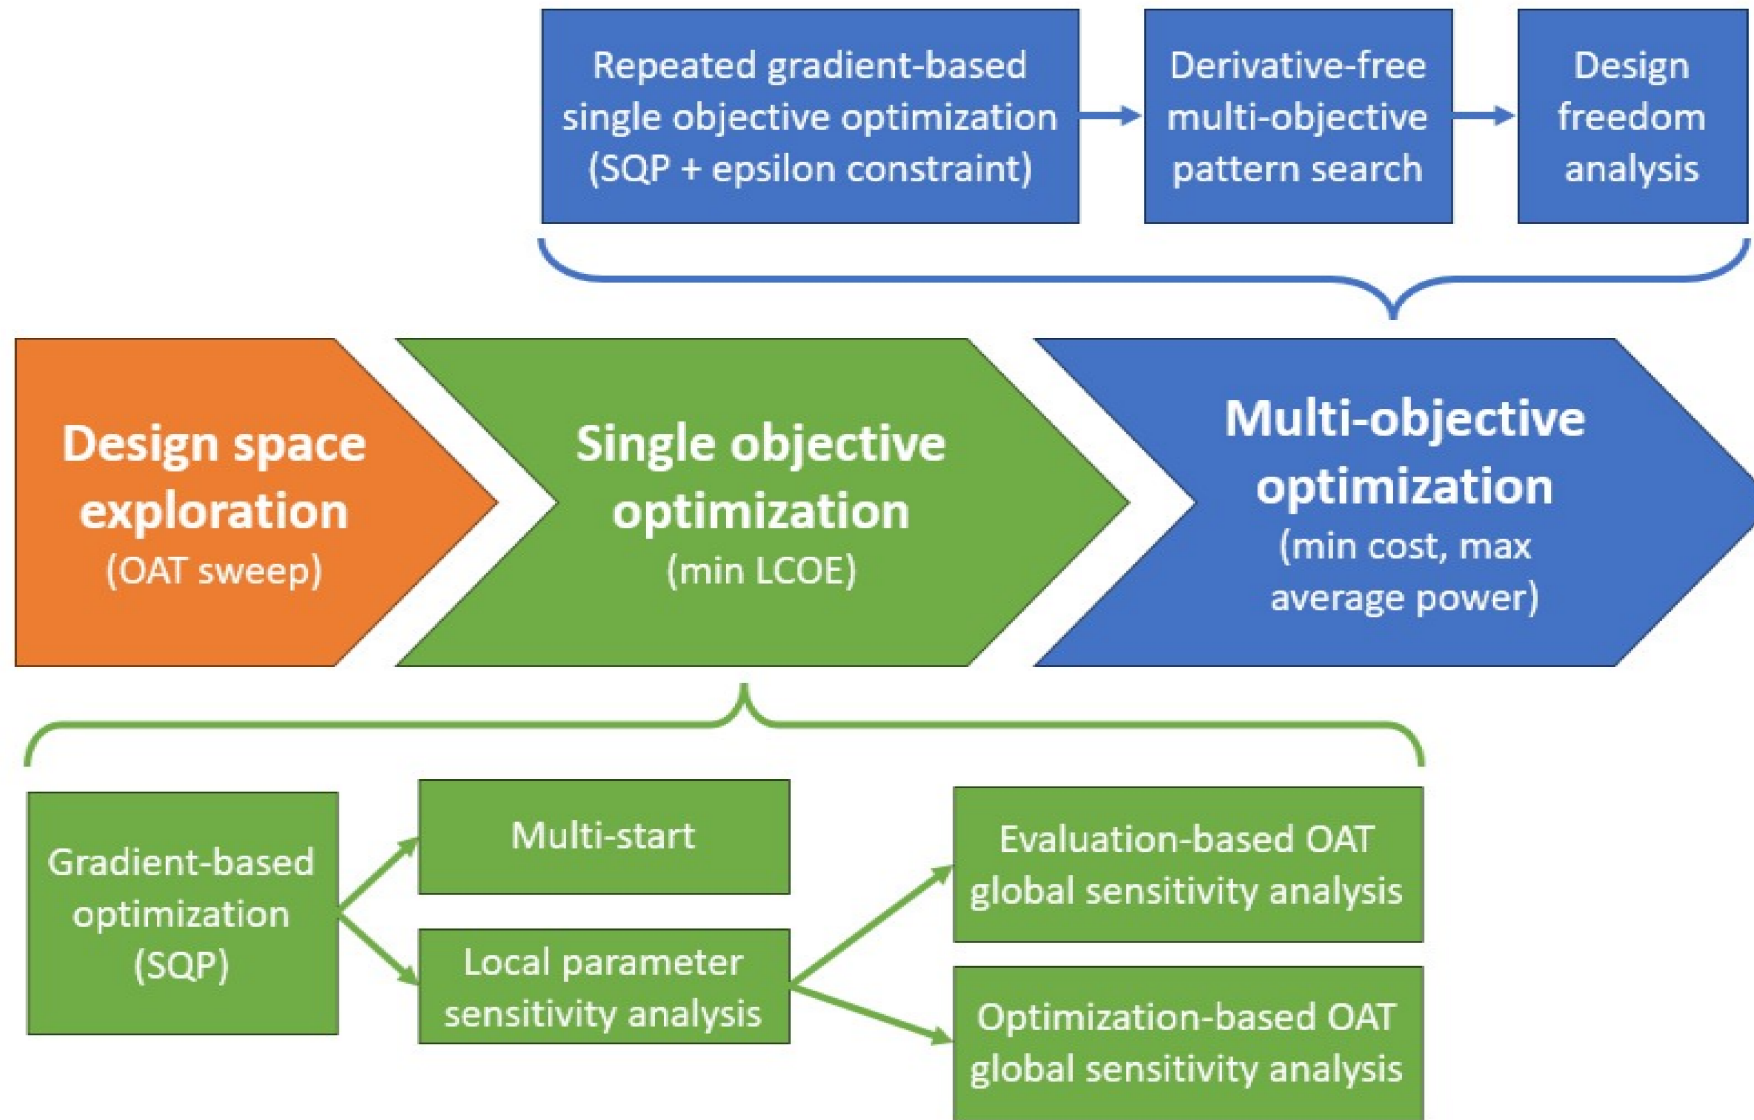 Repeated gradient-based
single objective optimization
(SQP + epsilon constraint)
Derivative-free
multi-objective
pattern search
Design
freedom
analysis
Design space
exploration
(OAT sweep)
Single objective
optimization
(min LCOE)
Multi-objective
optimization
(min cost, max
average power)
Gradient-based
optimization
(SQP)
Multi-start
Local parameter
sensitivity analysis
Evaluation-based OAT
global sensitivity analysis
Optimization-based OAT
global sensitivity analysis